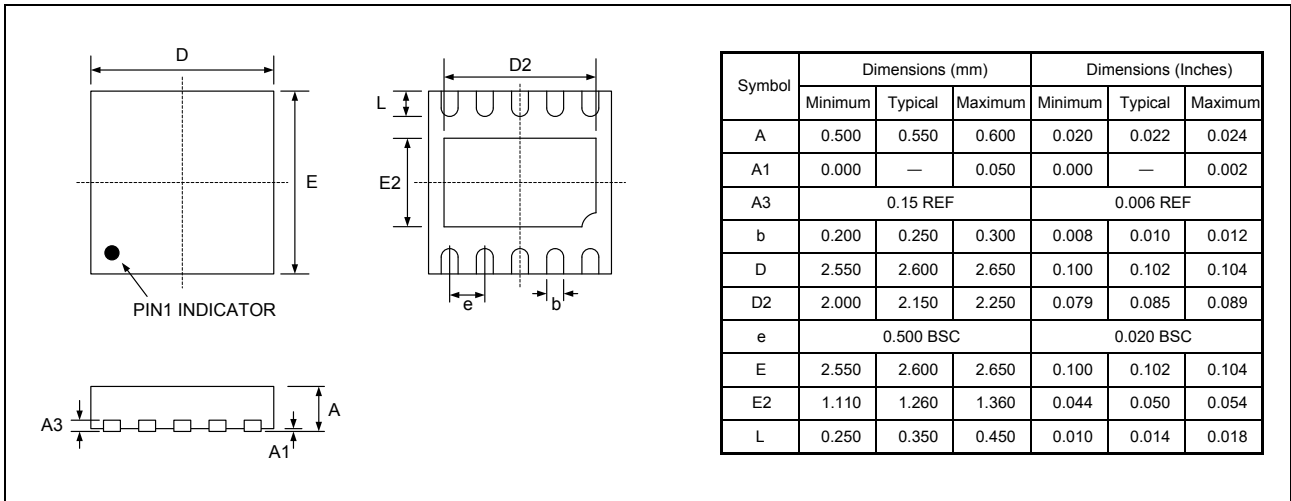 D
E
PIN1 INDICATOR
D2
L
E2
e
b
A3
A
A1
Symbol Dimensions (mm) Dimensions (Inches)
Minimum Typical Maximum Minimum Typical Maximum
A 0.500 0.550 0.600 0.020 0.022 0.024
A1 0.000 — 0.050 0.000 — 0.002
A3 0.15 REF 0.006 REF
b 0.200 0.250 0.300 0.008 0.010 0.012
D 2.550 2.600 2.650 0.100 0.102 0.104
D2 2.000 2.150 2.250 0.079 0.085 0.089
e 0.500 BSC 0.020 BSC
E 2.550 2.600 2.650 0.100 0.102 0.104
E2 1.110 1.260 1.360 0.044 0.050 0.054
L 0.250 0.350 0.450 0.010 0.014 0.018